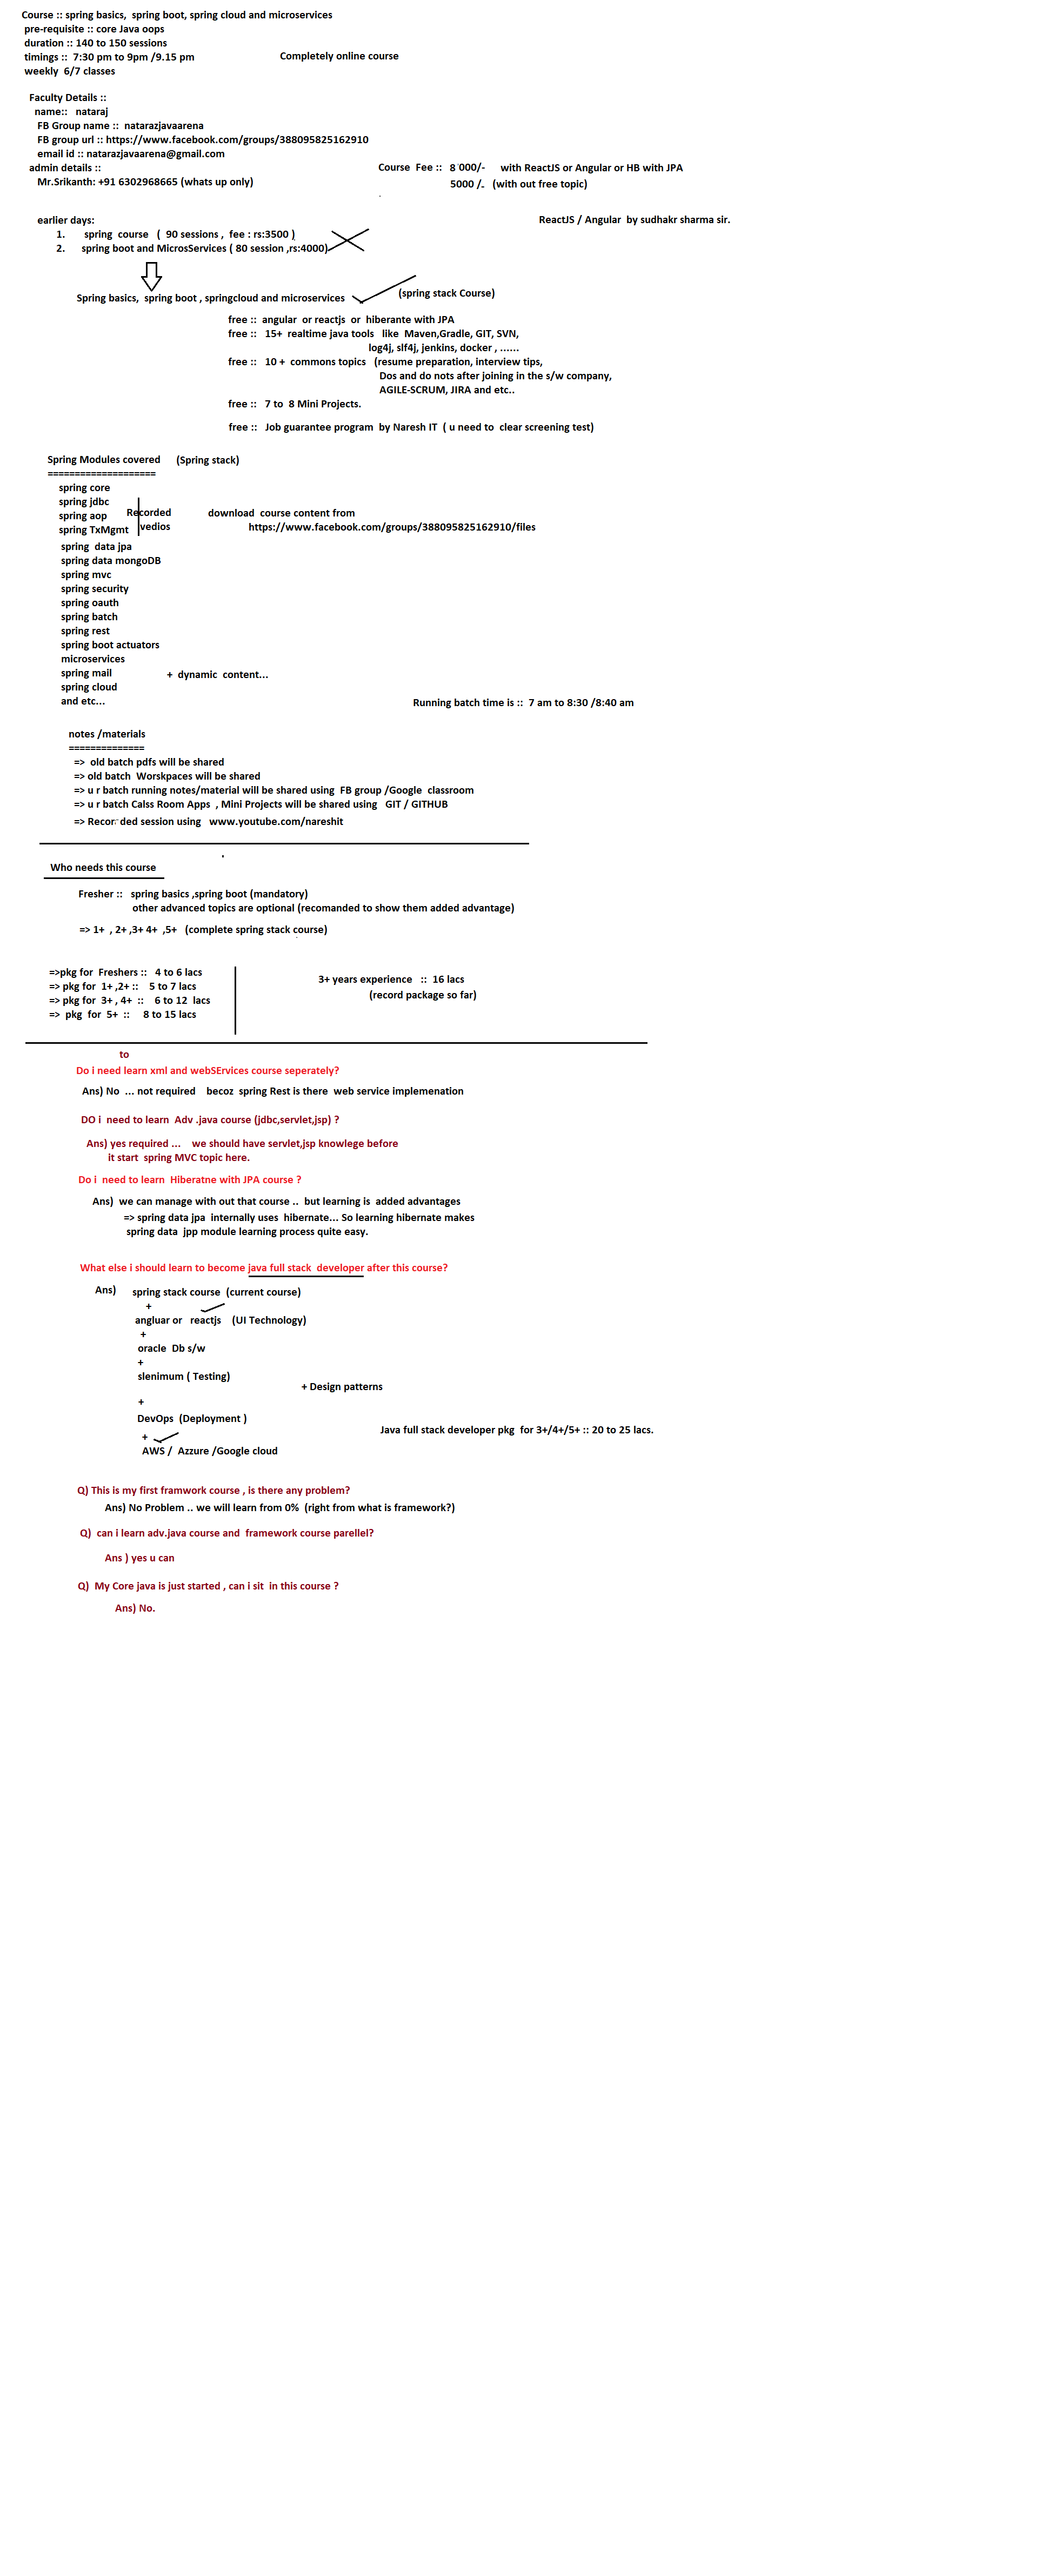 Course :: spring basics,  spring boot, spring cloud and microservices
pre-requisite :: core Java oops
duration :: 140 to 150 sessions
timings ::  7:30 pm to 9pm /9.15 pm
Completely online course
weekly  6/7 classes
Faculty Details ::
name::   nataraj
FB Group name ::  natarazjavaarena
FB group url :: https://www.facebook.com/groups/388095825162910
email id :: natarazjavaarena@gmail.com
admin details ::
Mr.Srikanth: +91 6302968665 (whats up only)
Course  Fee ::   8 000/-     with ReactJS or Angular or HB with JPA
5000 /-   (with out free topic)
earlier days:
ReactJS / Angular  by sudhakr sharma sir.
1.      spring  course   (  90 sessions ,  fee : rs:3500 )
2.      spring boot and MicrosServices ( 80 session ,rs:4000)
Spring basics,  spring boot , springcloud and microservices
(spring stack Course)
free ::  angular  or reactjs  or  hiberante with JPA
free ::   15+  realtime java tools   like  Maven,Gradle, GIT, SVN,
log4j, slf4j, jenkins, docker , ......
free ::   10 +  commons topics   (resume preparation, interview tips,
Dos and do nots after joining in the s/w company,
AGILE-SCRUM, JIRA and etc..
free ::   7 to  8 Mini Projects.
free ::   Job guarantee program  by Naresh IT  ( u need to  clear screening test)
Spring Modules covered      (Spring stack)
====================
spring core
spring jdbc
spring aop
spring TxMgmt
Recorded
vedios
download  course content from
https://www.facebook.com/groups/388095825162910/files
spring  data jpa
spring data mongoDB
spring mvc
spring security
spring oauth
spring batch
spring rest
spring boot actuators
microservices
spring mail
+  dynamic  content...
spring cloud
and etc...
Running batch time is ::  7 am to 8:30 /8:40 am
notes /materials
==============
=>  old batch pdfs will be shared
=> old batch  Worskpaces will be shared
=> u r batch running notes/material will be shared using  FB group /Google  classroom
=> u r batch Calss Room Apps  , Mini Projects will be shared using   GIT / GITHUB
=> Recor ded session using   www.youtube.com/nareshit
Who needs this course
Fresher ::   spring basics ,spring boot (mandatory)
other advanced topics are optional (recomanded to show them added advantage)
=> 1+  , 2+ ,3+ 4+  ,5+   (complete spring stack course)
=>pkg for  Freshers ::   4 to 6 lacs
=> pkg for  1+ ,2+ ::    5 to 7 lacs
=> pkg for  3+ , 4+  ::    6 to 12  lacs
=>  pkg  for  5+  ::     8 to 15 lacs
3+ years experience   ::  16 lacs
(record package so far)
to
Do i need learn xml and webSErvices course seperately?
Ans) No  ... not required    becoz  spring Rest is there  web service implemenation
DO i  need to learn  Adv .java course (jdbc,servlet,jsp) ?
Ans) yes required ...    we should have servlet,jsp knowlege before
it start  spring MVC topic here.
Do i  need to learn  Hiberatne with JPA course ?
Ans)  we can manage with out that course ..  but learning is  added advantages
=> spring data jpa  internally uses  hibernate... So learning hibernate makes
spring data  jpp module learning process quite easy.
What else i should learn to become java full stack  developer after this course?
Ans)     spring stack course  (current course)
+
angluar or   reactjs    (UI Technology)
+
oracle  Db s/w
+
slenimum ( Testing)
+ Design patterns
+
DevOps  (Deployment )
Java full stack developer pkg  for 3+/4+/5+ :: 20 to 25 lacs.
+
AWS /  Azzure /Google cloud
Q) This is my first framwork course , is there any problem?
Ans) No Problem .. we will learn from 0%  (right from what is framework?)
Q)  can i learn adv.java course and  framework course parellel?
Ans ) yes u can
Q)  My Core java is just started , can i sit  in this course ?
Ans) No.